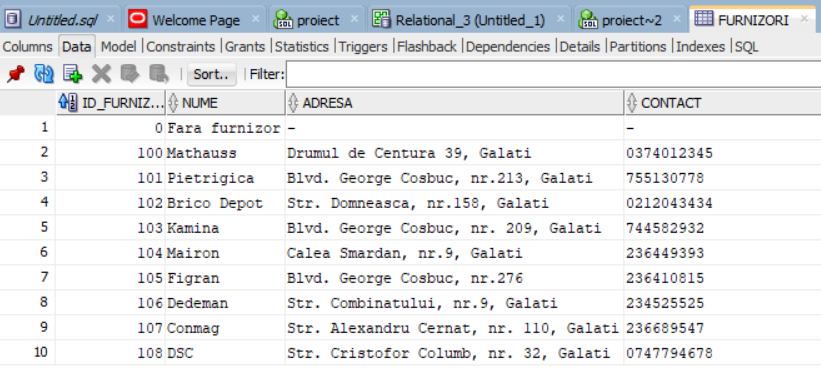 Untitled.sql Welcome Page proiect Relational_3 (Untitled_1) proiect~2 FURNIZORI
Columns Data Model Constraints Grants Statistics Triggers Flashback Dependencies Details Partitions Indexes SQL
Sort.. Filter:
ID_FURNIZ... NUME ADRESA CONTACT
1 0 Fara furnizor - -
2 100 Mathauss Drumul de Centura 39, Galati 0374012345
3 101 Pietrigica Blvd. George Cosbuc, nr.213, Galati 755130778
4 102 Brico Depot Str. Domneasca, nr.158, Galati 0212043434
5 103 Kamina Blvd. George Cosbuc, nr. 209, Galati 744582932
6 104 Mairon Calea Smardan, nr.9, Galati 236449393
7 105 Figran Blvd. George Cosbuc, nr.276 236410815
8 106 Dedeman Str. Combinatului, nr.9, Galati 234525525
9 107 Conmag Str. Alexandru Cernat, nr. 110, Galati 236689547
10 108 DSC Str. Cristofor Columb, nr. 32, Galati 0747794678